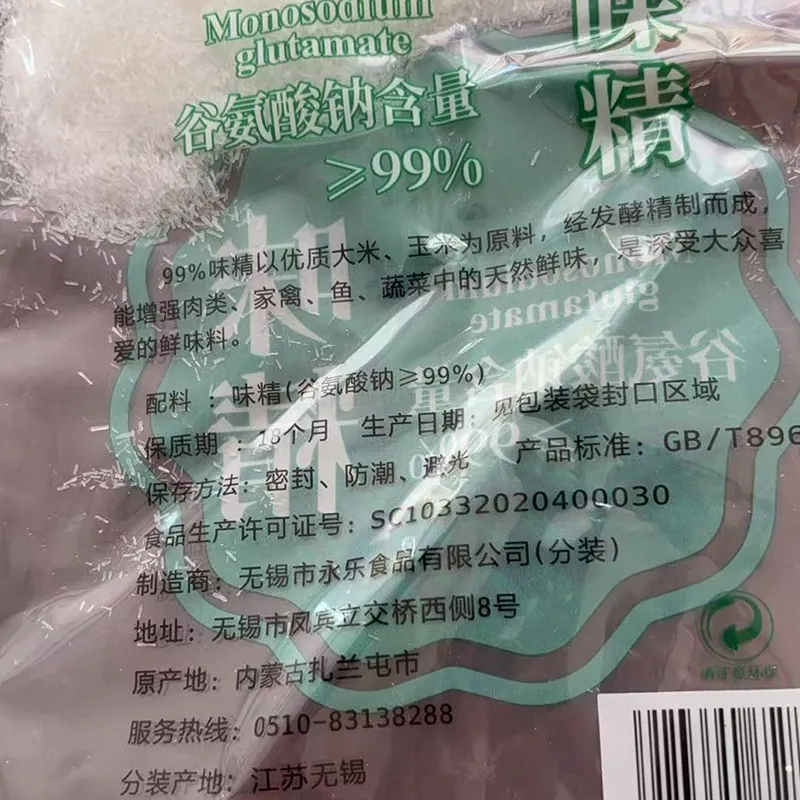 Monosodium
glutamate
味精
谷氨酸钠含量
≥99%
99%味精以优质大米、玉米为原料，经发酵精制而成，
能增强肉类、家禽、鱼、蔬菜中的天然鲜味，是深受大众喜
爱的鲜味料。
配料：味精(谷氨酸钠≥99%)
保质期：18个月 生产日期：见包装袋封口区域
保存方法：密封、防潮、避光 产品标准：GB/T896
食品生产许可证号：SC10332020400030
制造商：无锡市永乐食品有限公司(分装)
地址：无锡市凤宾立交桥西侧8号
原产地：内蒙古扎兰屯市
服务热线：0510-83138288
分装产地：江苏无锡
请注意环保